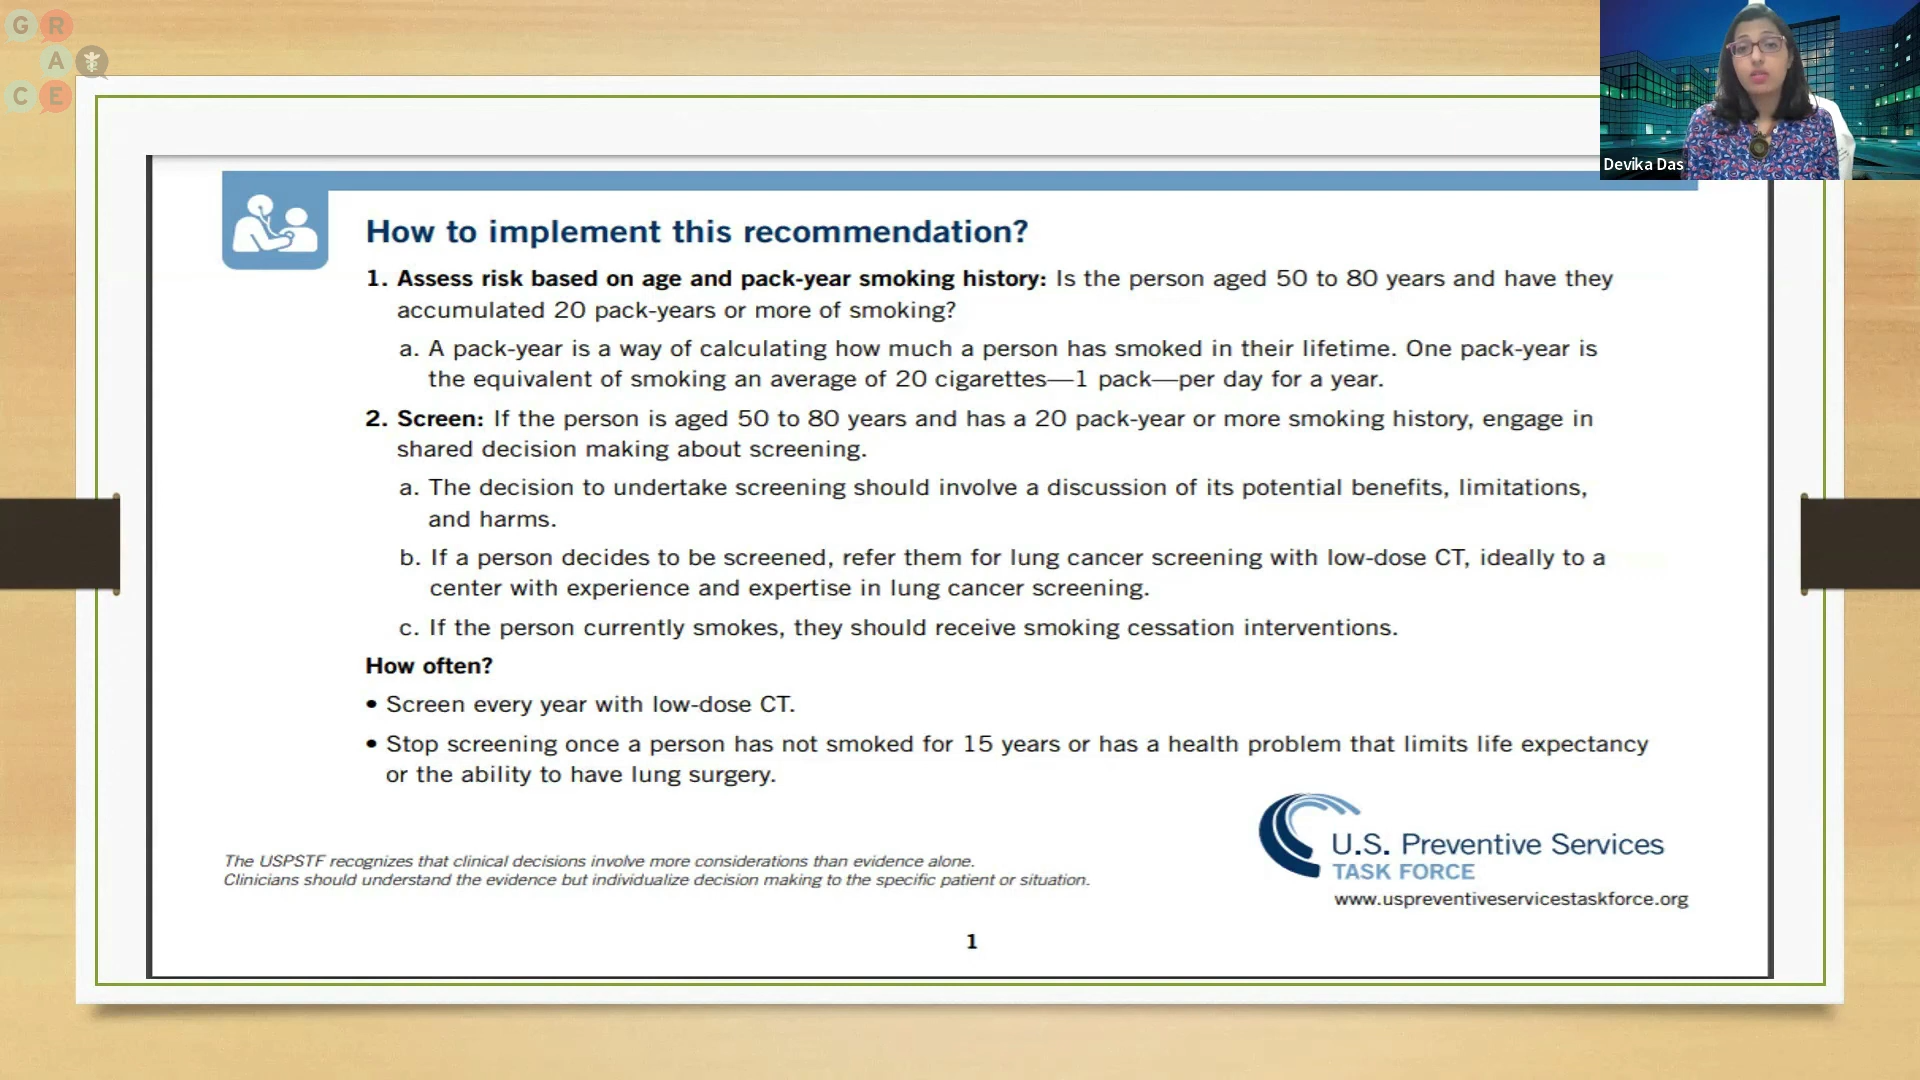 G R
A
C E
Devika Das
How to implement this recommendation?
1. Assess risk based on age and pack-year smoking history: Is the person aged 50 to 80 years and have they
accumulated 20 pack-years or more of smoking?
a. A pack-year is a way of calculating how much a person has smoked in their lifetime. One pack-year is
the equivalent of smoking an average of 20 cigarettes—1 pack—per day for a year.
2. Screen: If the person is aged 50 to 80 years and has a 20 pack-year or more smoking history, engage in
shared decision making about screening.
a. The decision to undertake screening should involve a discussion of its potential benefits, limitations,
and harms.
b. If a person decides to be screened, refer them for lung cancer screening with low-dose CT, ideally to a
center with experience and expertise in lung cancer screening.
c. If the person currently smokes, they should receive smoking cessation interventions.
How often?
• Screen every year with low-dose CT.
• Stop screening once a person has not smoked for 15 years or has a health problem that limits life expectancy
or the ability to have lung surgery.
The USPSTF recognizes that clinical decisions involve more considerations than evidence alone.
Clinicians should understand the evidence but individualize decision making to the specific patient or situation.
U.S. Preventive Services
TASK FORCE
www.uspreventiveservicestaskforce.org
1